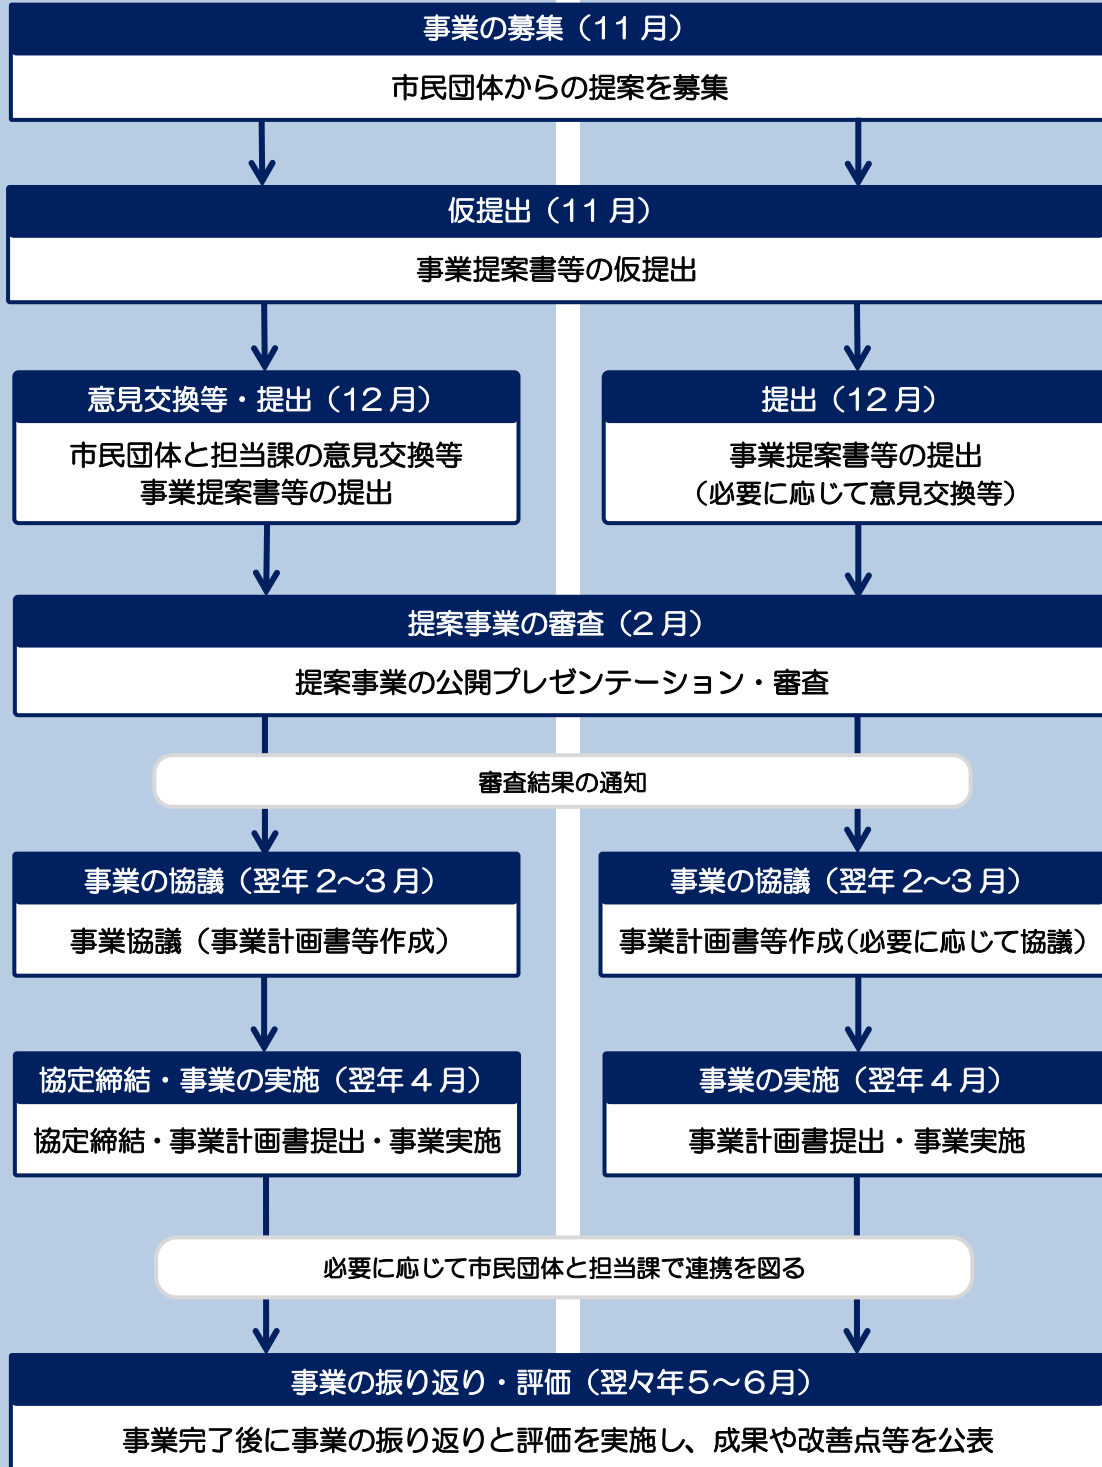 事業の募集（11月）
市民団体からの提案を募集
仮提出（11月）
事業提案書等の仮提出
意見交換等・提出（12月）
市民団体と担当課の意見交換等
事業提案書等の提出
提出（12月）
事業提案書等の提出
（必要に応じて意見交換等）
提案事業の審査（2月）
提案事業の公開プレゼンテーション・審査
審査結果の通知
事業の協議（翌年2～3月）
事業協議（事業計画書等作成）
事業の協議（翌年2～3月）
事業計画書等作成（必要に応じて協議）
協定締結・事業の実施（翌年4月）
協定締結・事業計画書提出・事業実施
事業の実施（翌年4月）
事業計画書提出・事業実施
必要に応じて市民団体と担当課で連携を図る
事業の振り返り・評価（翌々年5～6月）
事業完了後に事業の振り返りと評価を実施し、成果や改善点等を公表